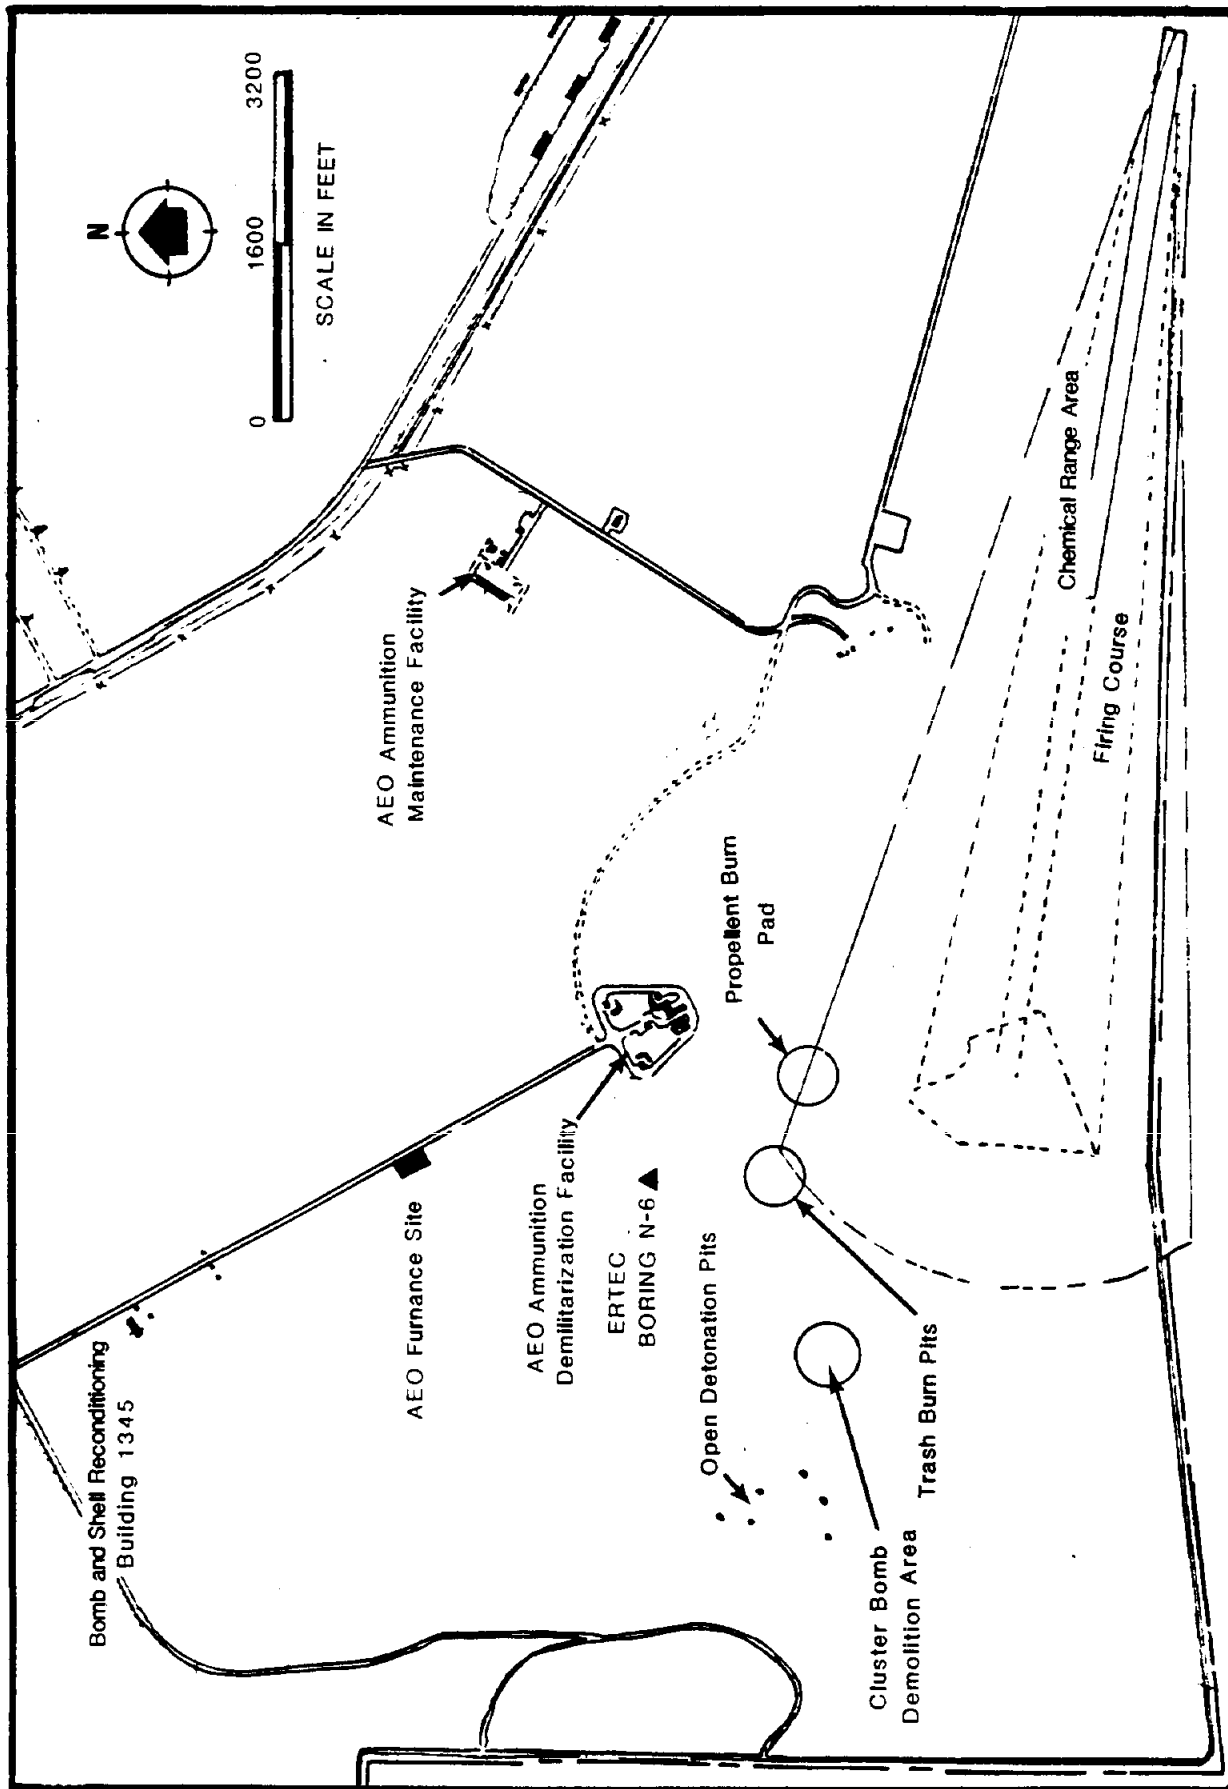 N
0 1600 3200
SCALE IN FEET
Bomb and Shell Reconditioning
Building 1345
AEO Ammunition
Maintenance Facility
AEO Furnance Site
AEO Ammunition
Demilitarization Facility
ERTEC
BORING N-6
Propellent Burn
Pad
Open Detonation Pits
Cluster Bomb
Demolition Area
Trash Burn Pits
Chemical Range Area
Firing Course